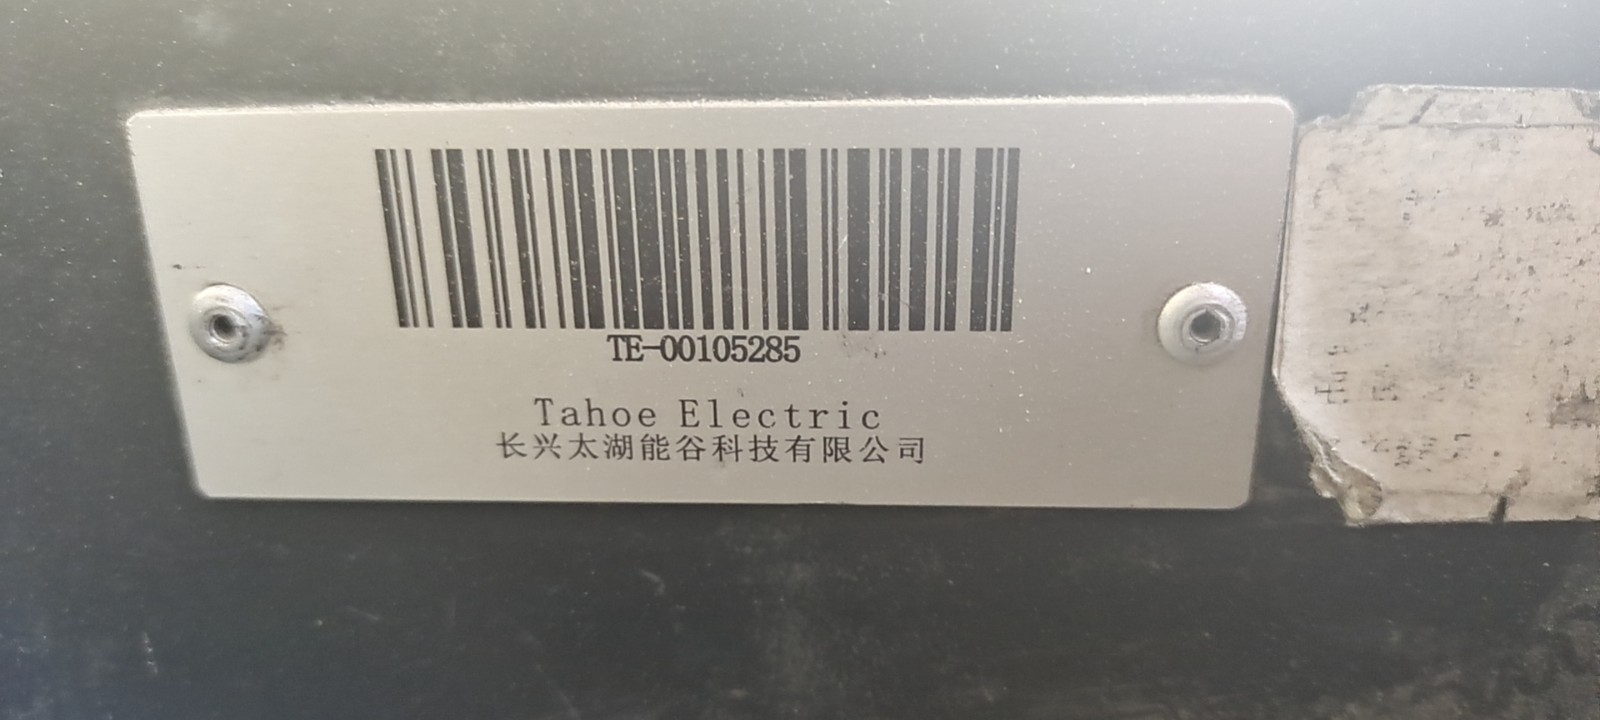 TE-00105285
Tahoe Electric
长兴太湖能谷科技有限公司